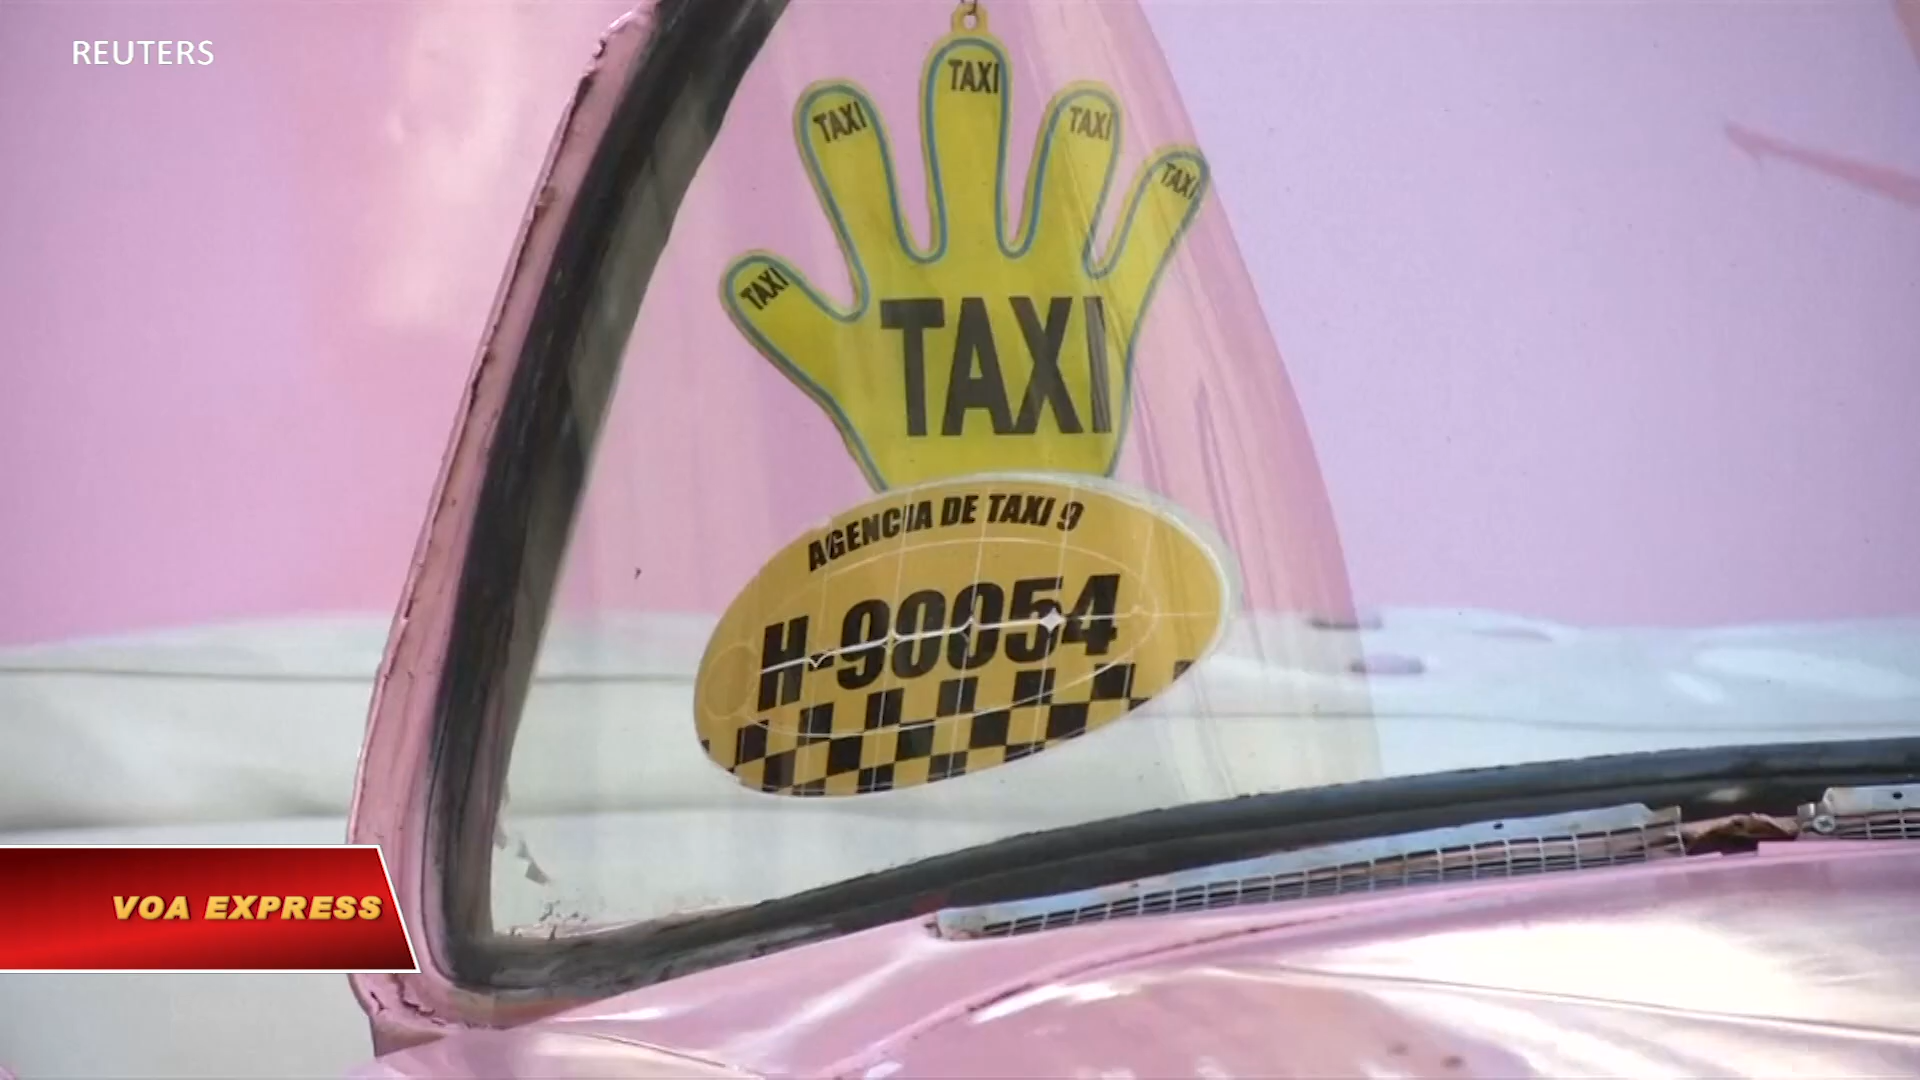 REUTERS
TAXI
TAXI
TAXI
TAXI
TAXI
TAXI
AGENCIA DE TAXI 9
H-90054
VOA EXPRESS